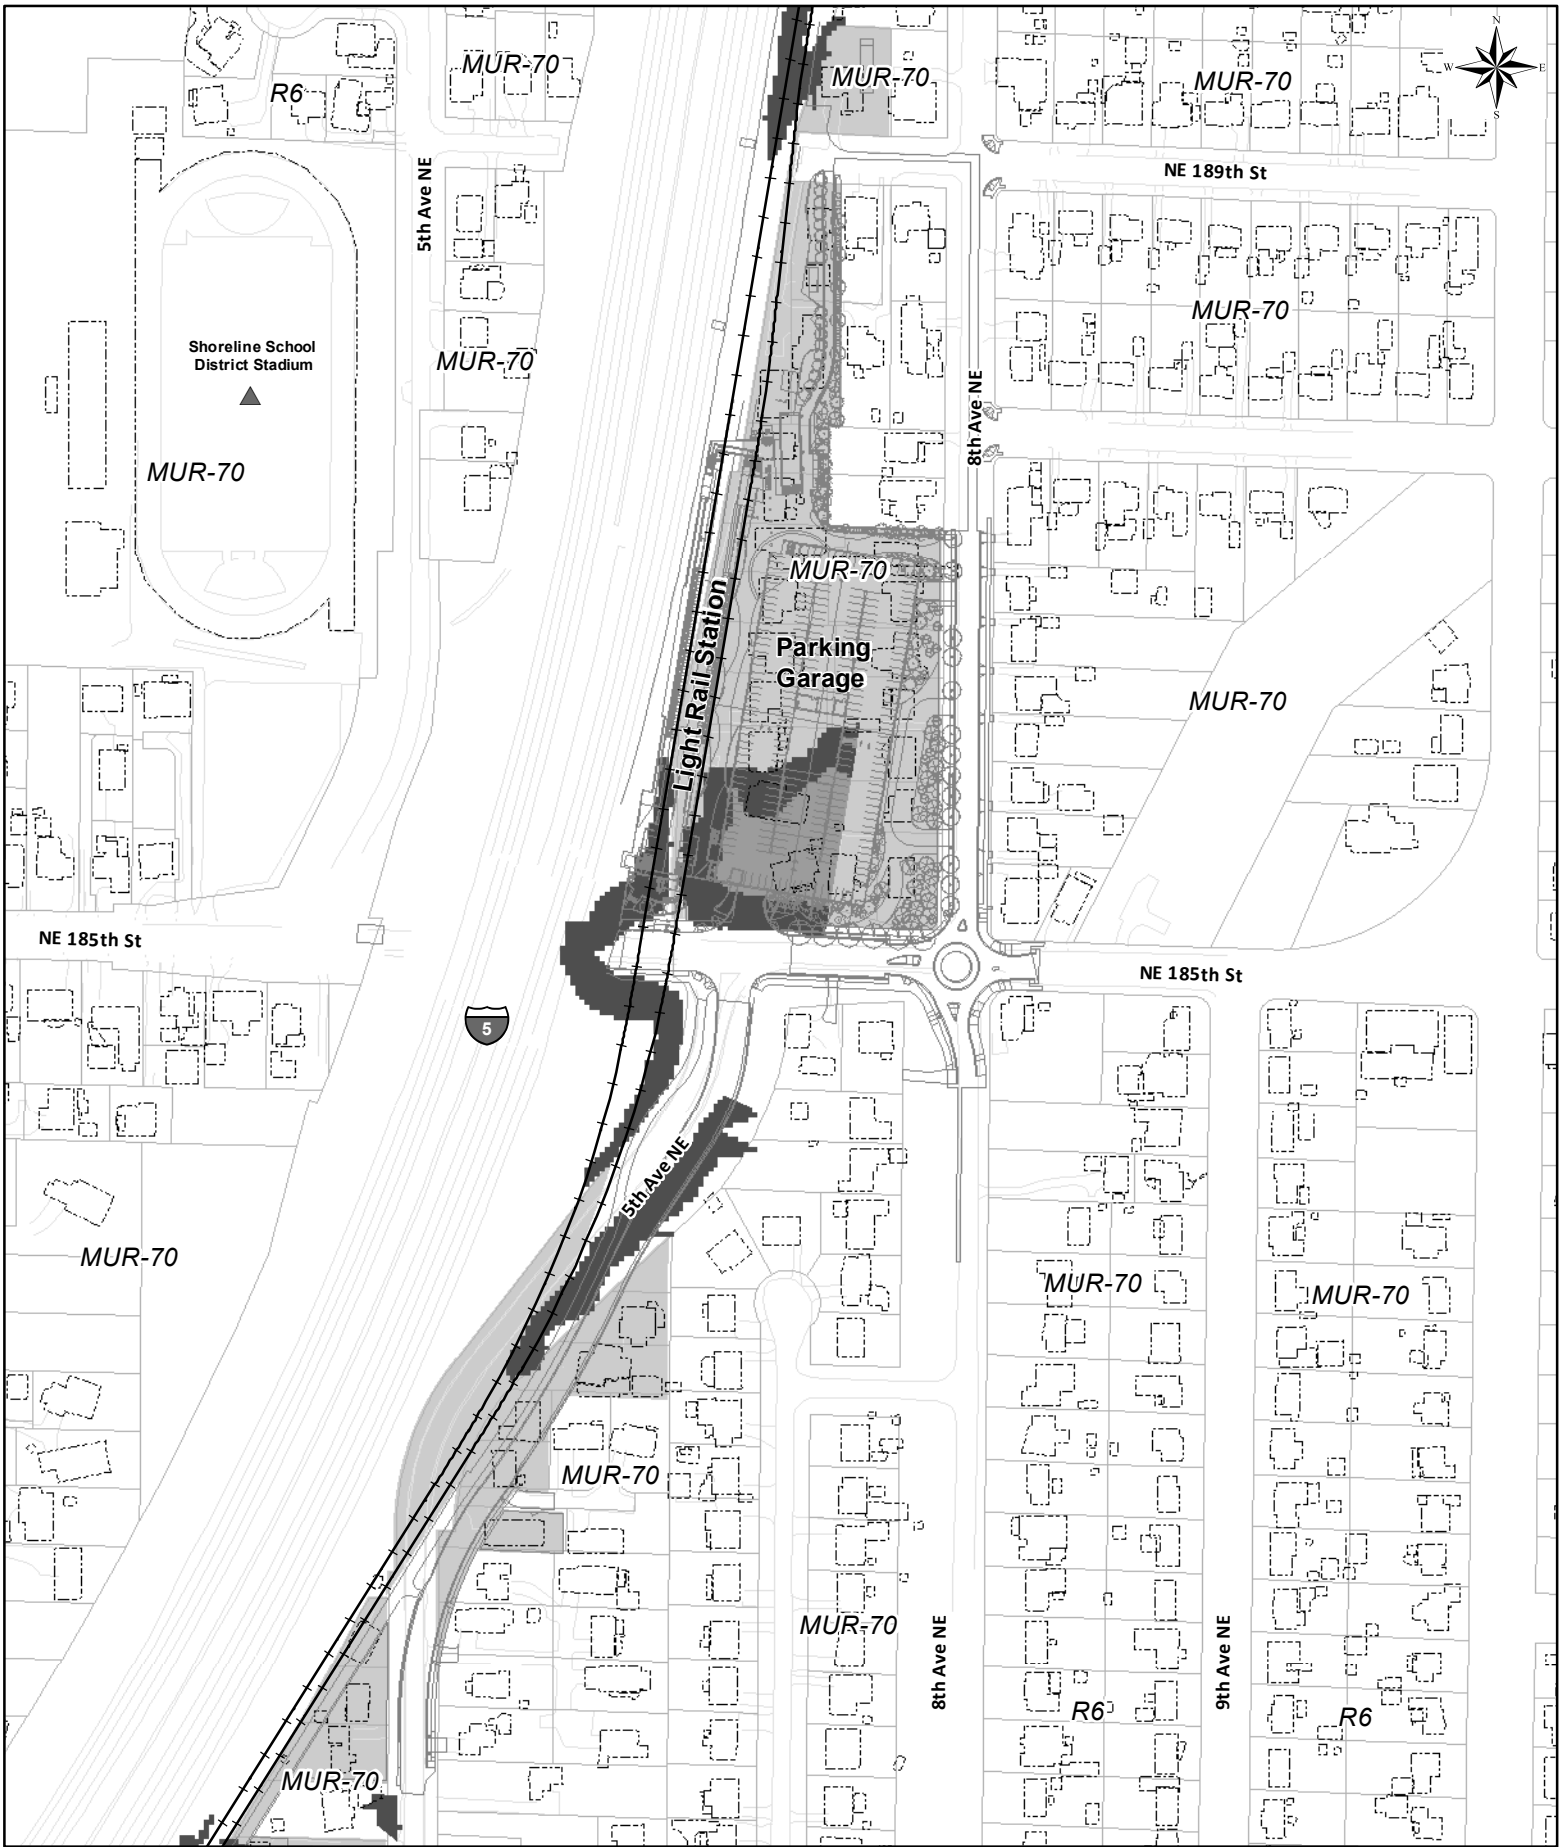 N
W
E
S
MUR-70
MUR-70
MUR-70
R6
NE 189th St
5th Ave NE
MUR-70
Shoreline School
District Stadium
MUR-70
8th Ave NE
MUR-70
MUR-70
Light Rail Station
Parking
Garage
MUR-70
NE 185th St
NE 185th St
5
5th Ave NE
MUR-70
MUR-70
MUR-70
MUR-70
MUR-70
8th Ave NE
9th Ave NE
R6
R6
MUR-70